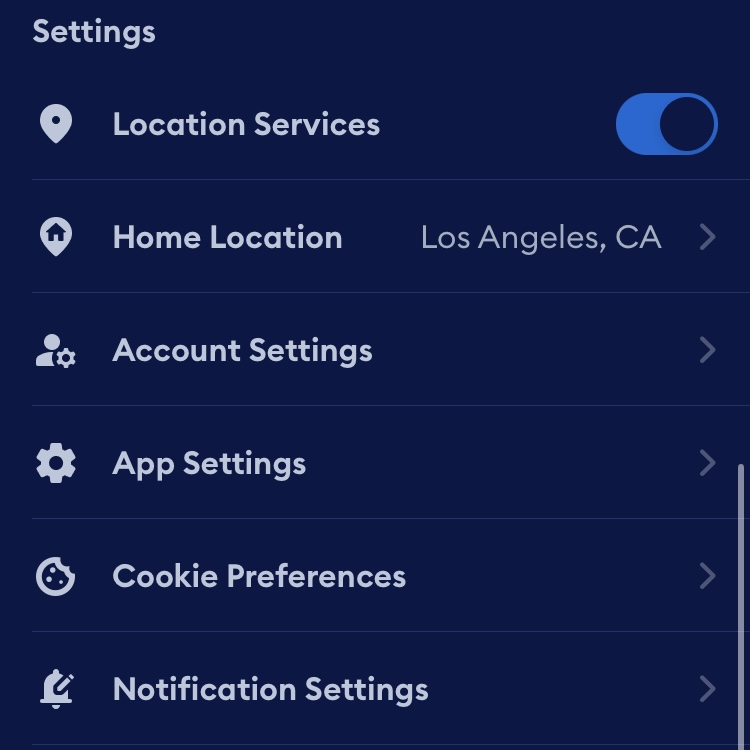 Settings
Location Services
Home Location Los Angeles, CA
Account Settings
App Settings
Cookie Preferences
Notification Settings